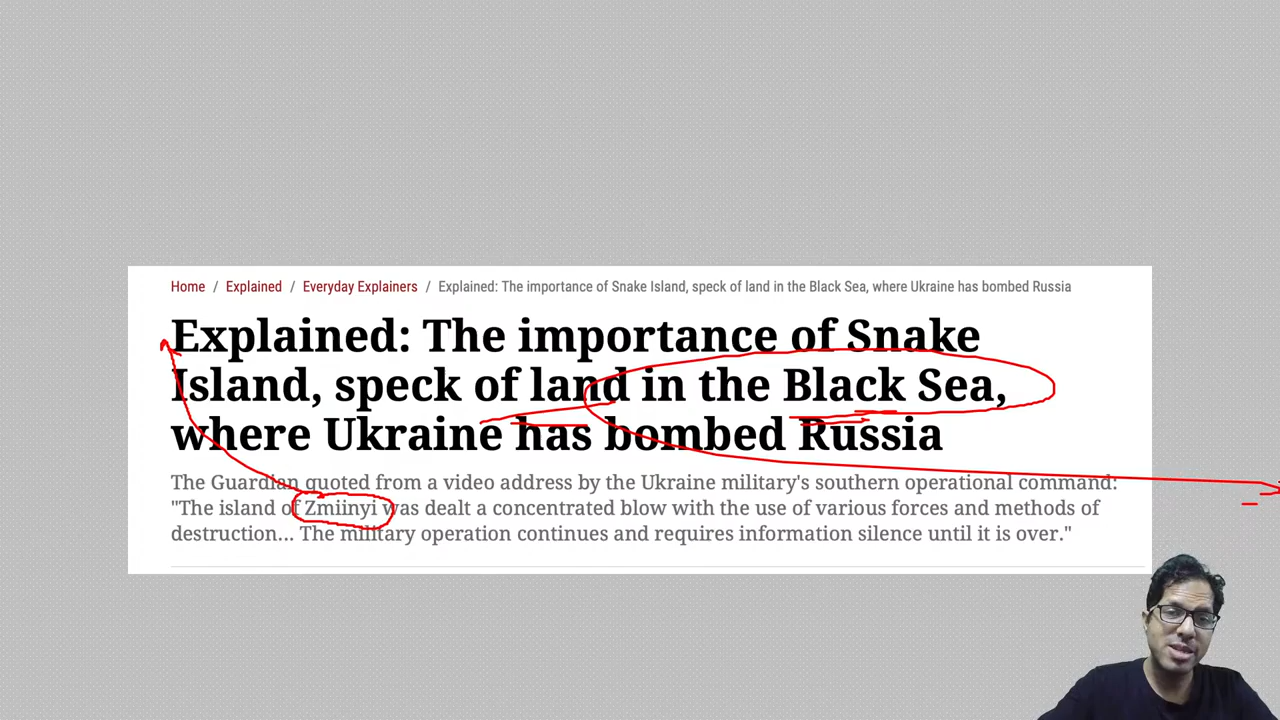 Home / Explained / Everyday Explainers / Explained: The importance of Snake Island, speck of land in the Black Sea, where Ukraine has bombed Russia
Explained: The importance of Snake
Island, speck of land in the Black Sea,
where Ukraine has bombed Russia
The Guardian quoted from a video address by the Ukraine military's southern operational command:
"The island of Zmiinyi was dealt a concentrated blow with the use of various forces and methods of
destruction... The military operation continues and requires information silence until it is over."